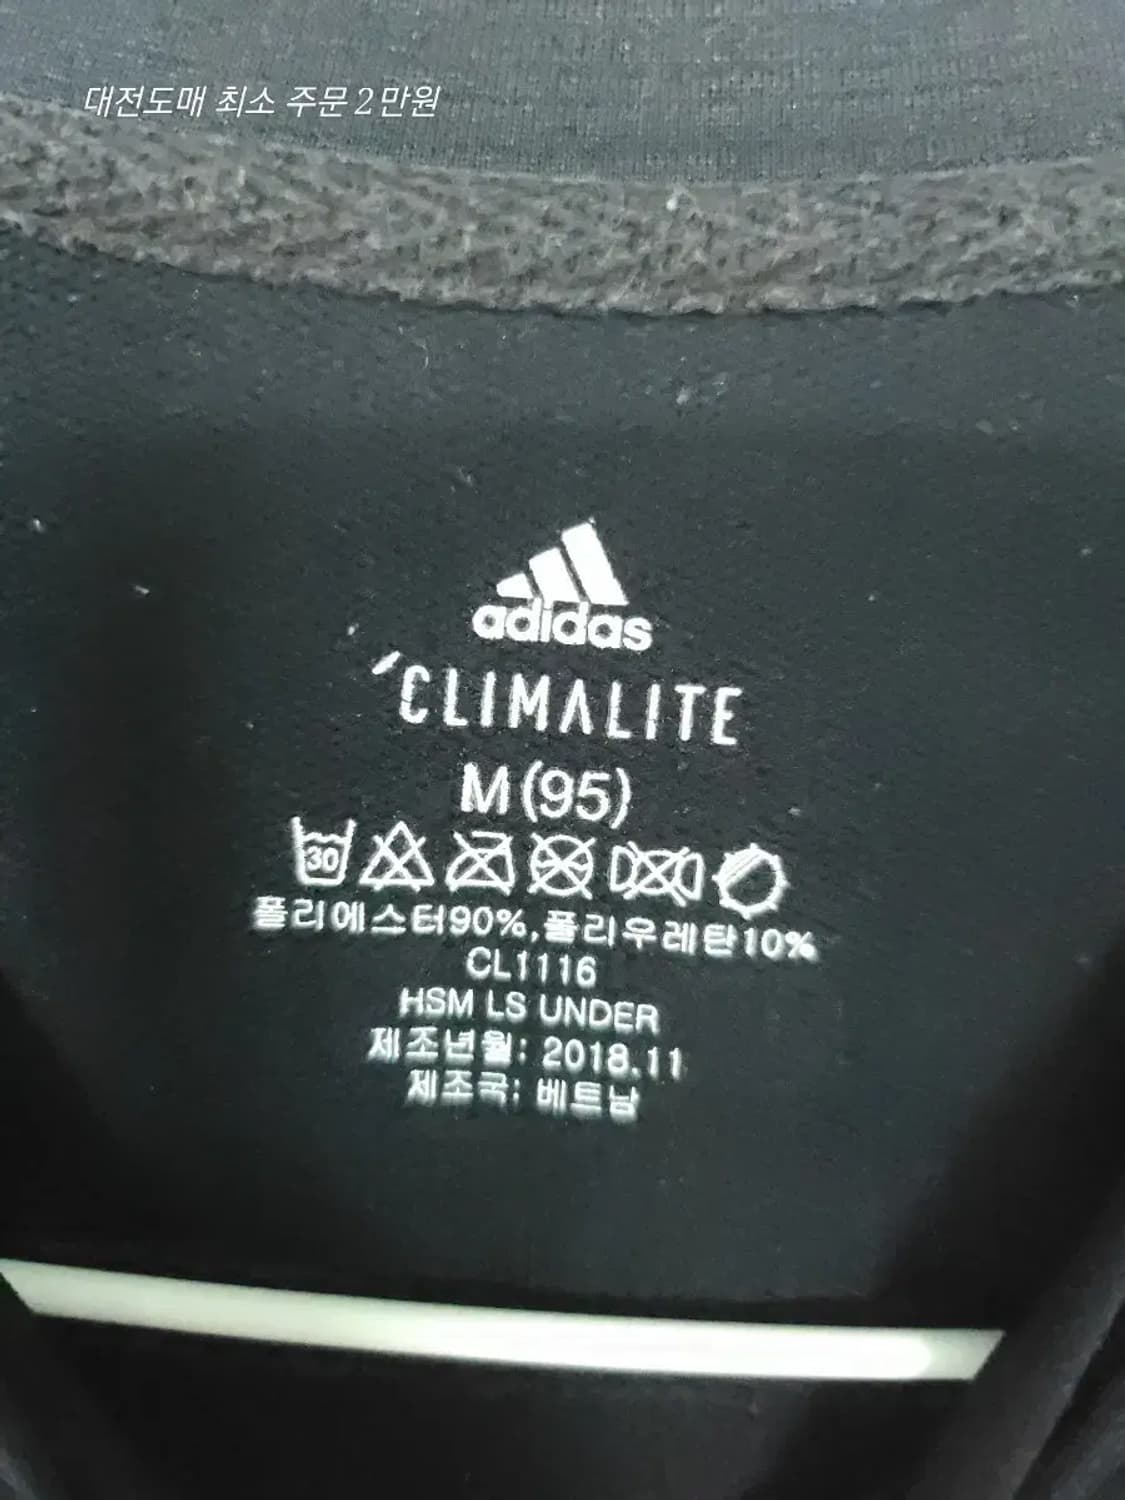 대전도매 최소 주문 2만원
adidas
'CLIMALITE
M(95)
30
폴리에스터90%,폴리우레탄10%
CL1116
HSM LS UNDER
제조년월: 2018.11
제조국: 베트남